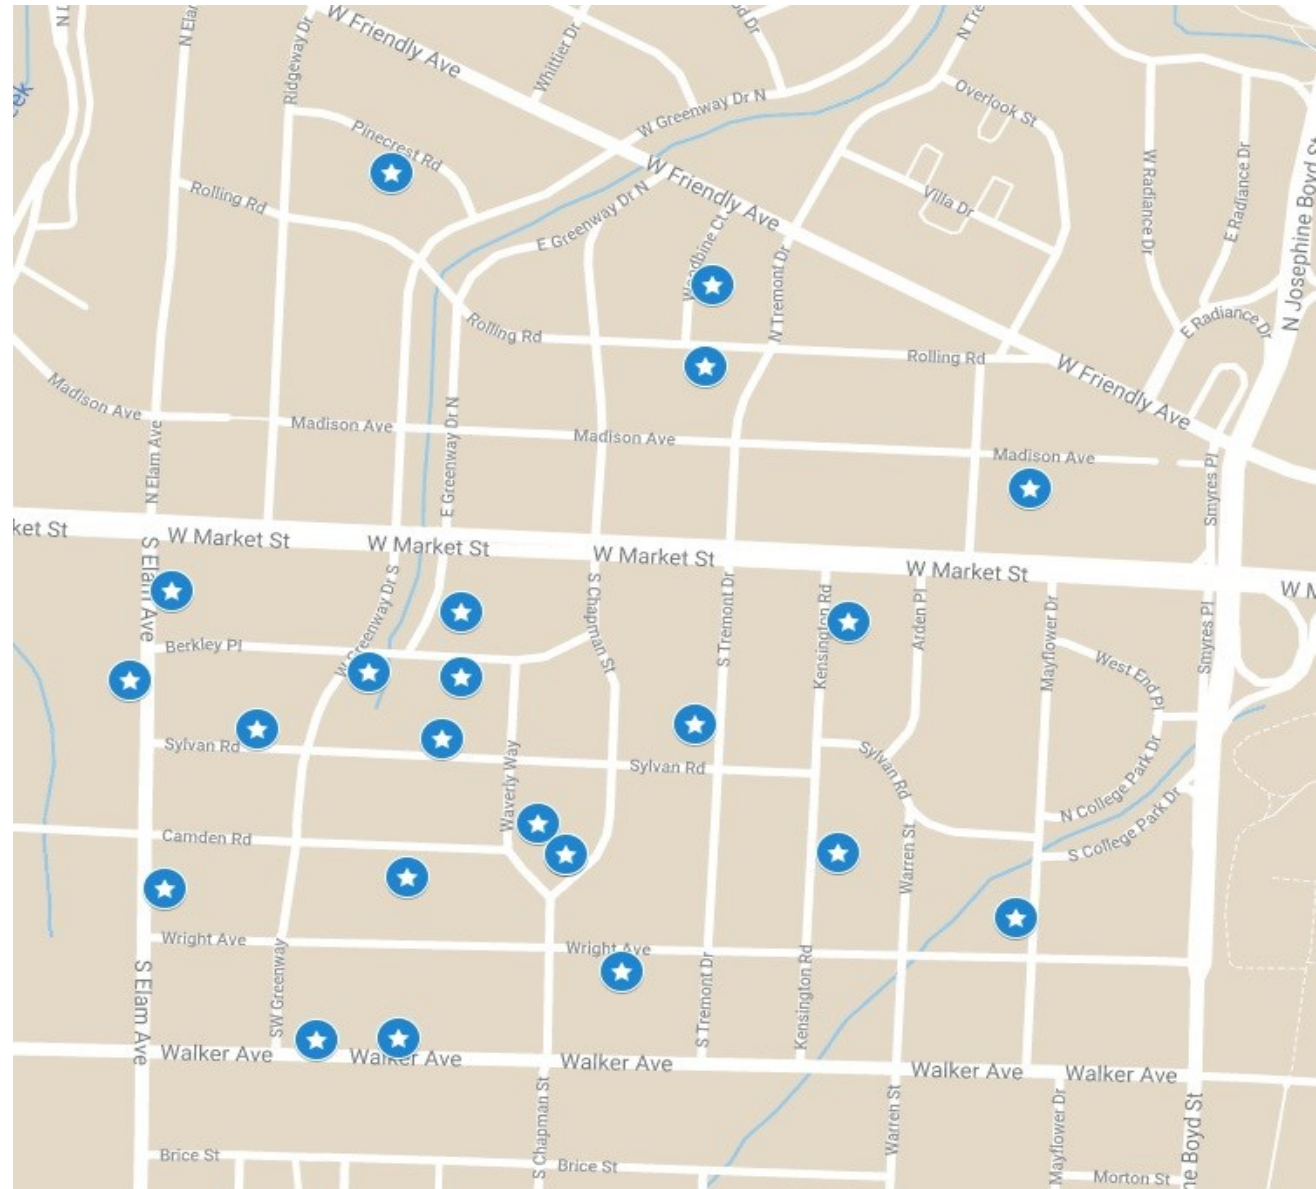 N El
W Friendly Ave
Whittier Dr
Ridgeway Dr
Overlook St
W Greenway Dr N
Pinecrest Rd
W Friendly Ave
Villa Dr
W Radiance Dr
E Radiance Dr
N Josephine Boyd St
Rolling Rd
E Greenway Dr N
N Tremont Dr
E Radiance Dr
Rolling Rd
Rolling Rd
W Friendly Ave
Madison Ave
Madison Ave
Madison Ave
Madison Ave
N Elam Ave
E Greenway Dr N
Smyres Pl
ket St
W Market St
W Market St
W Market St
W Market St
W M
S Elam Ave
W Greenway Dr S
S Chapman St
S Tremont Dr
Kensington Rd
Arden Pl
Mayflower Dr
Smyres Pl
Berkley Pl
West End Pl
Sylvan Rd
Waverly Way
Sylvan Rd
Sylvan Rd
N College Park Dr
Camden Rd
S College Park Dr
Warren St
Wright Ave
Wright Ave
SW Greenway
S Elam Ave
S Tremont Dr
Kensington Rd
Walker Ave
Walker Ave
Walker Ave
Walker Ave
Walker Ave
S Chapman St
Warren St
Mayflower Dr
ne Boyd St
Brice St
Brice St
Morton St